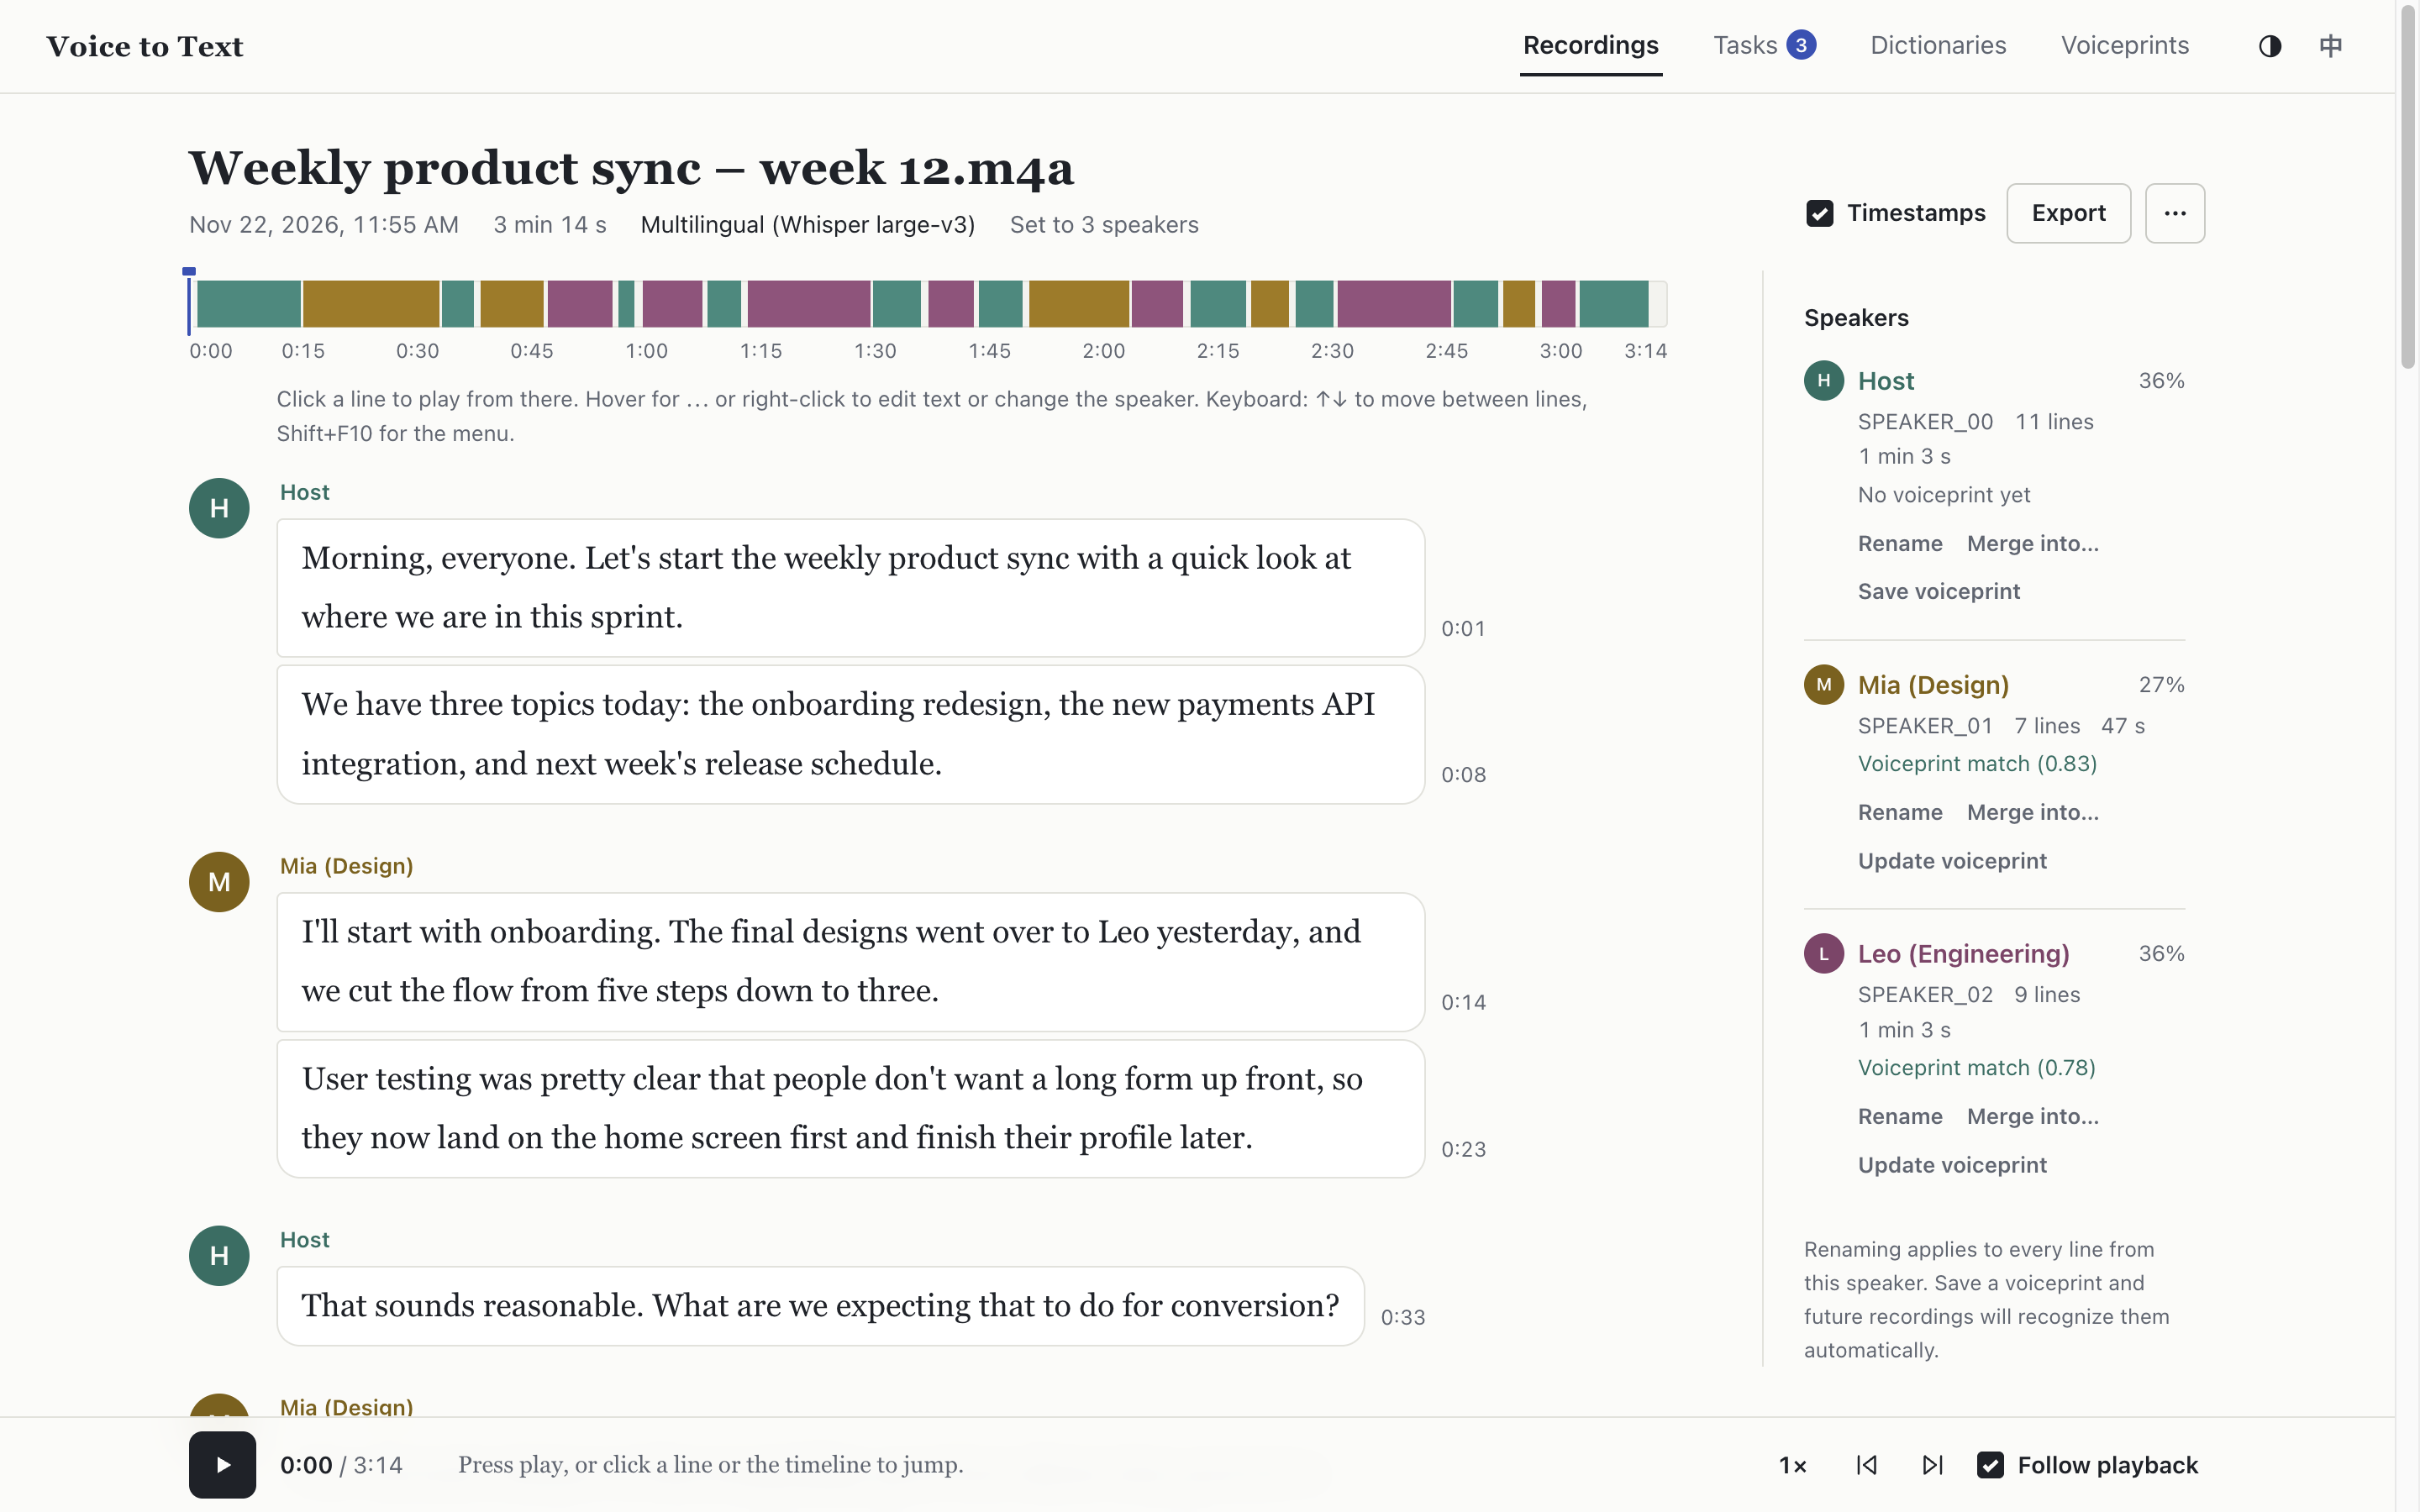 Voice to Text
Recordings
Tasks 3
Dictionaries
Voiceprints
中
Weekly product sync – week 12.m4a
Nov 22, 2026, 11:55 AM 3 min 14 s Multilingual (Whisper large-v3) Set to 3 speakers
Timestamps
Export
...
0:00 0:15 0:30 0:45 1:00 1:15 1:30 1:45 2:00 2:15 2:30 2:45 3:00 3:14
Click a line to play from there. Hover for … or right-click to edit text or change the speaker. Keyboard: ↑↓ to move between lines,
Shift+F10 for the menu.
H
Host
Morning, everyone. Let's start the weekly product sync with a quick look at
where we are in this sprint.
0:01
We have three topics today: the onboarding redesign, the new payments API
integration, and next week's release schedule.
0:08
M
Mia (Design)
I'll start with onboarding. The final designs went over to Leo yesterday, and
we cut the flow from five steps down to three.
0:14
User testing was pretty clear that people don't want a long form up front, so
they now land on the home screen first and finish their profile later.
0:23
H
Host
That sounds reasonable. What are we expecting that to do for conversion?
0:33
Mia (Design)
Speakers
H Host 36%
SPEAKER_00 11 lines
1 min 3 s
No voiceprint yet
Rename Merge into...
Save voiceprint
M Mia (Design) 27%
SPEAKER_01 7 lines 47 s
Voiceprint match (0.83)
Rename Merge into...
Update voiceprint
L Leo (Engineering) 36%
SPEAKER_02 9 lines
1 min 3 s
Voiceprint match (0.78)
Rename Merge into...
Update voiceprint
Renaming applies to every line from
this speaker. Save a voiceprint and
future recordings will recognize them
automatically.
0:00 / 3:14
Press play, or click a line or the timeline to jump.
1×
Follow playback